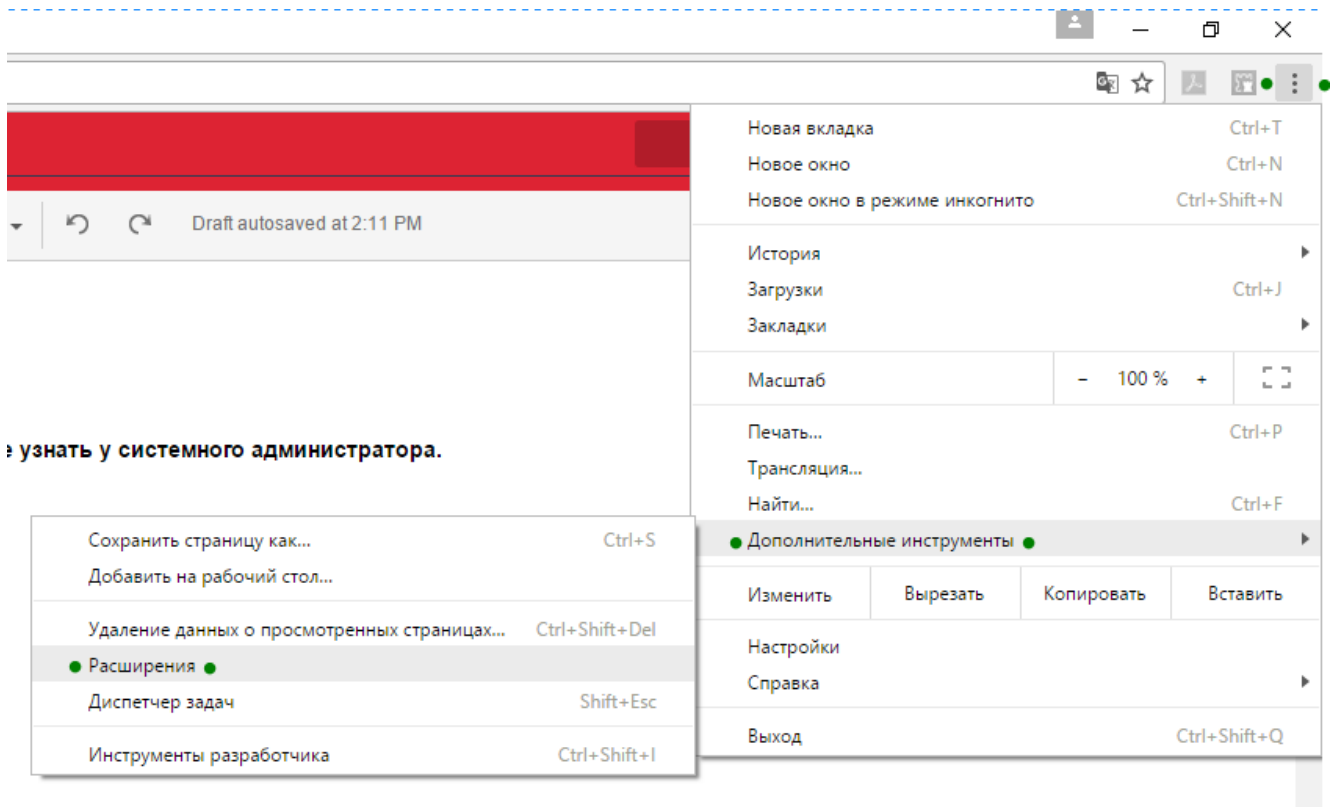 Draft autosaved at 2:11 PM
Новая вкладка Ctrl+T
Новое окно Ctrl+N
Новое окно в режиме инкогнито Ctrl+Shift+N
История
Загрузки Ctrl+J
Закладки
Масштаб - 100 % +
Печать... Ctrl+P
Трансляция...
Найти... Ctrl+F
Дополнительные инструменты
Изменить Вырезать Копировать Вставить
Настройки
Справка
Выход Ctrl+Shift+Q
узнать у системного администратора.
Сохранить страницу как... Ctrl+S
Добавить на рабочий стол...
Удаление данных о просмотренных страницах... Ctrl+Shift+Del
Расширения
Диспетчер задач Shift+Esc
Инструменты разработчика Ctrl+Shift+I